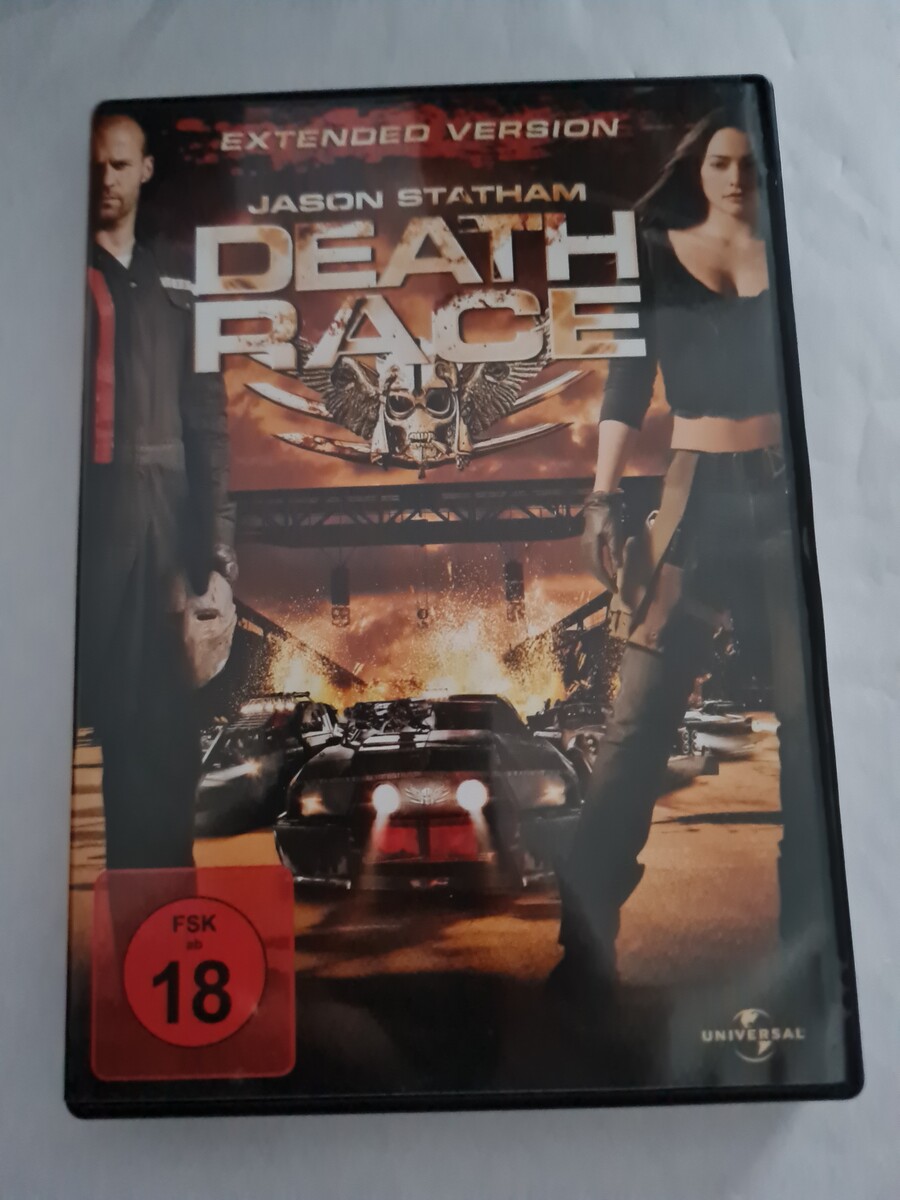 EXTENDED VERSION
JASON STATHAM
DEATH
RACE
FSK
ab
18
UNIVERSAL